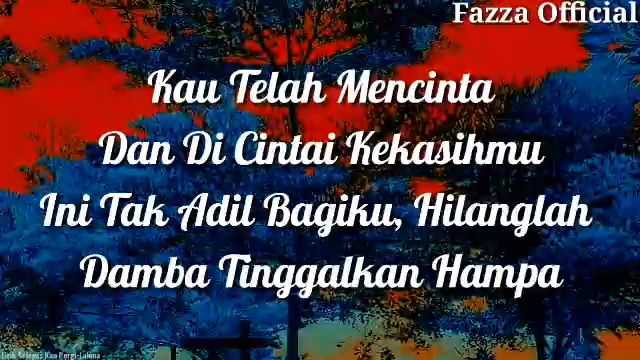 Fazza Official
Kau Telah Mencinta
Dan Di Cintai Kekasihmu
Ini Tak Adil Bagiku, Hilanglah
Damba Tinggalkan Hampa